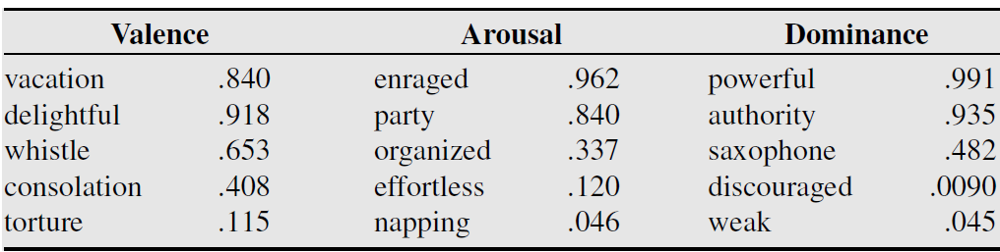 Valence Arousal Dominance
vacation .840 enraged .962 powerful .991
delightful .918 party .840 authority .935
whistle .653 organized .337 saxophone .482
consolation .408 effortless .120 discouraged .0090
torture .115 napping .046 weak .045